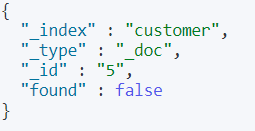 {
  "_index" : "customer",
  "_type" : "_doc",
  "_id" : "5",
  "found" : false
}